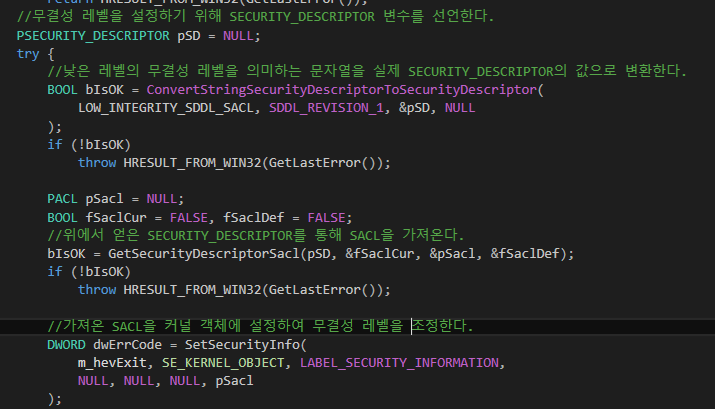 return HRESULT_FROM_WIN32(GetLastError());
//무결성 레벨을 설정하기 위해 SECURITY_DESCRIPTOR 변수를 선언한다.
PSECURITY_DESCRIPTOR pSD = NULL;
try {
//낮은 레벨의 무결성 레벨을 의미하는 문자열을 실제 SECURITY_DESCRIPTOR의 값으로 변환한다.
BOOL bIsOK = ConvertStringSecurityDescriptorToSecurityDescriptor(
LOW_INTEGRITY_SDDL_SACL, SDDL_REVISION_1, &pSD, NULL
);
if (!bIsOK)
throw HRESULT_FROM_WIN32(GetLastError());
PACL pSacl = NULL;
BOOL fSaclCur = FALSE, fSaclDef = FALSE;
//위에서 얻은 SECURITY_DESCRIPTOR를 통해 SACL을 가져온다.
bIsOK = GetSecurityDescriptorSacl(pSD, &fSaclCur, &pSacl, &fSaclDef);
if (!bIsOK)
throw HRESULT_FROM_WIN32(GetLastError());
//가져온 SACL을 커널 객체에 설정하여 무결성 레벨을 조정한다.
DWORD dwErrCode = SetSecurityInfo(
m_hevExit, SE_KERNEL_OBJECT, LABEL_SECURITY_INFORMATION,
NULL, NULL, NULL, pSacl
);